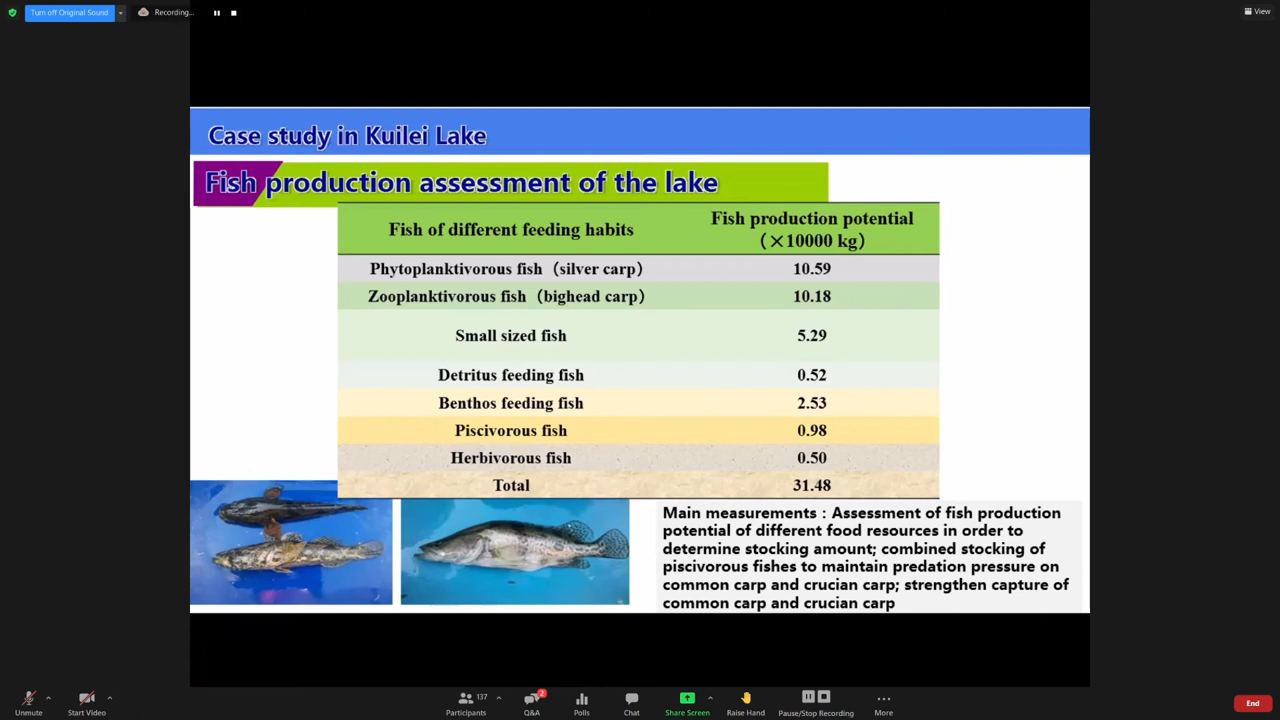 Turn off Original Sound
Recording...
View
Case study in Kuilei Lake
Fish production assessment of the lake
Fish of different feeding habits
Fish production potential
（×10000 kg）
Phytoplanktivorous fish（silver carp）
10.59
Zooplanktivorous fish（bighead carp）
10.18
Small sized fish
5.29
Detritus feeding fish
0.52
Benthos feeding fish
2.53
Piscivorous fish
0.98
Herbivorous fish
0.50
Total
31.48
Main measurements : Assessment of fish production
potential of different food resources in order to
determine stocking amount; combined stocking of
piscivorous fishes to maintain predation pressure on
common carp and crucian carp; strengthen capture of
common carp and crucian carp
Unmute
Start Video
137
Participants
2
Q&A
Polls
Chat
Share Screen
Raise Hand
Pause/Stop Recording
More
End